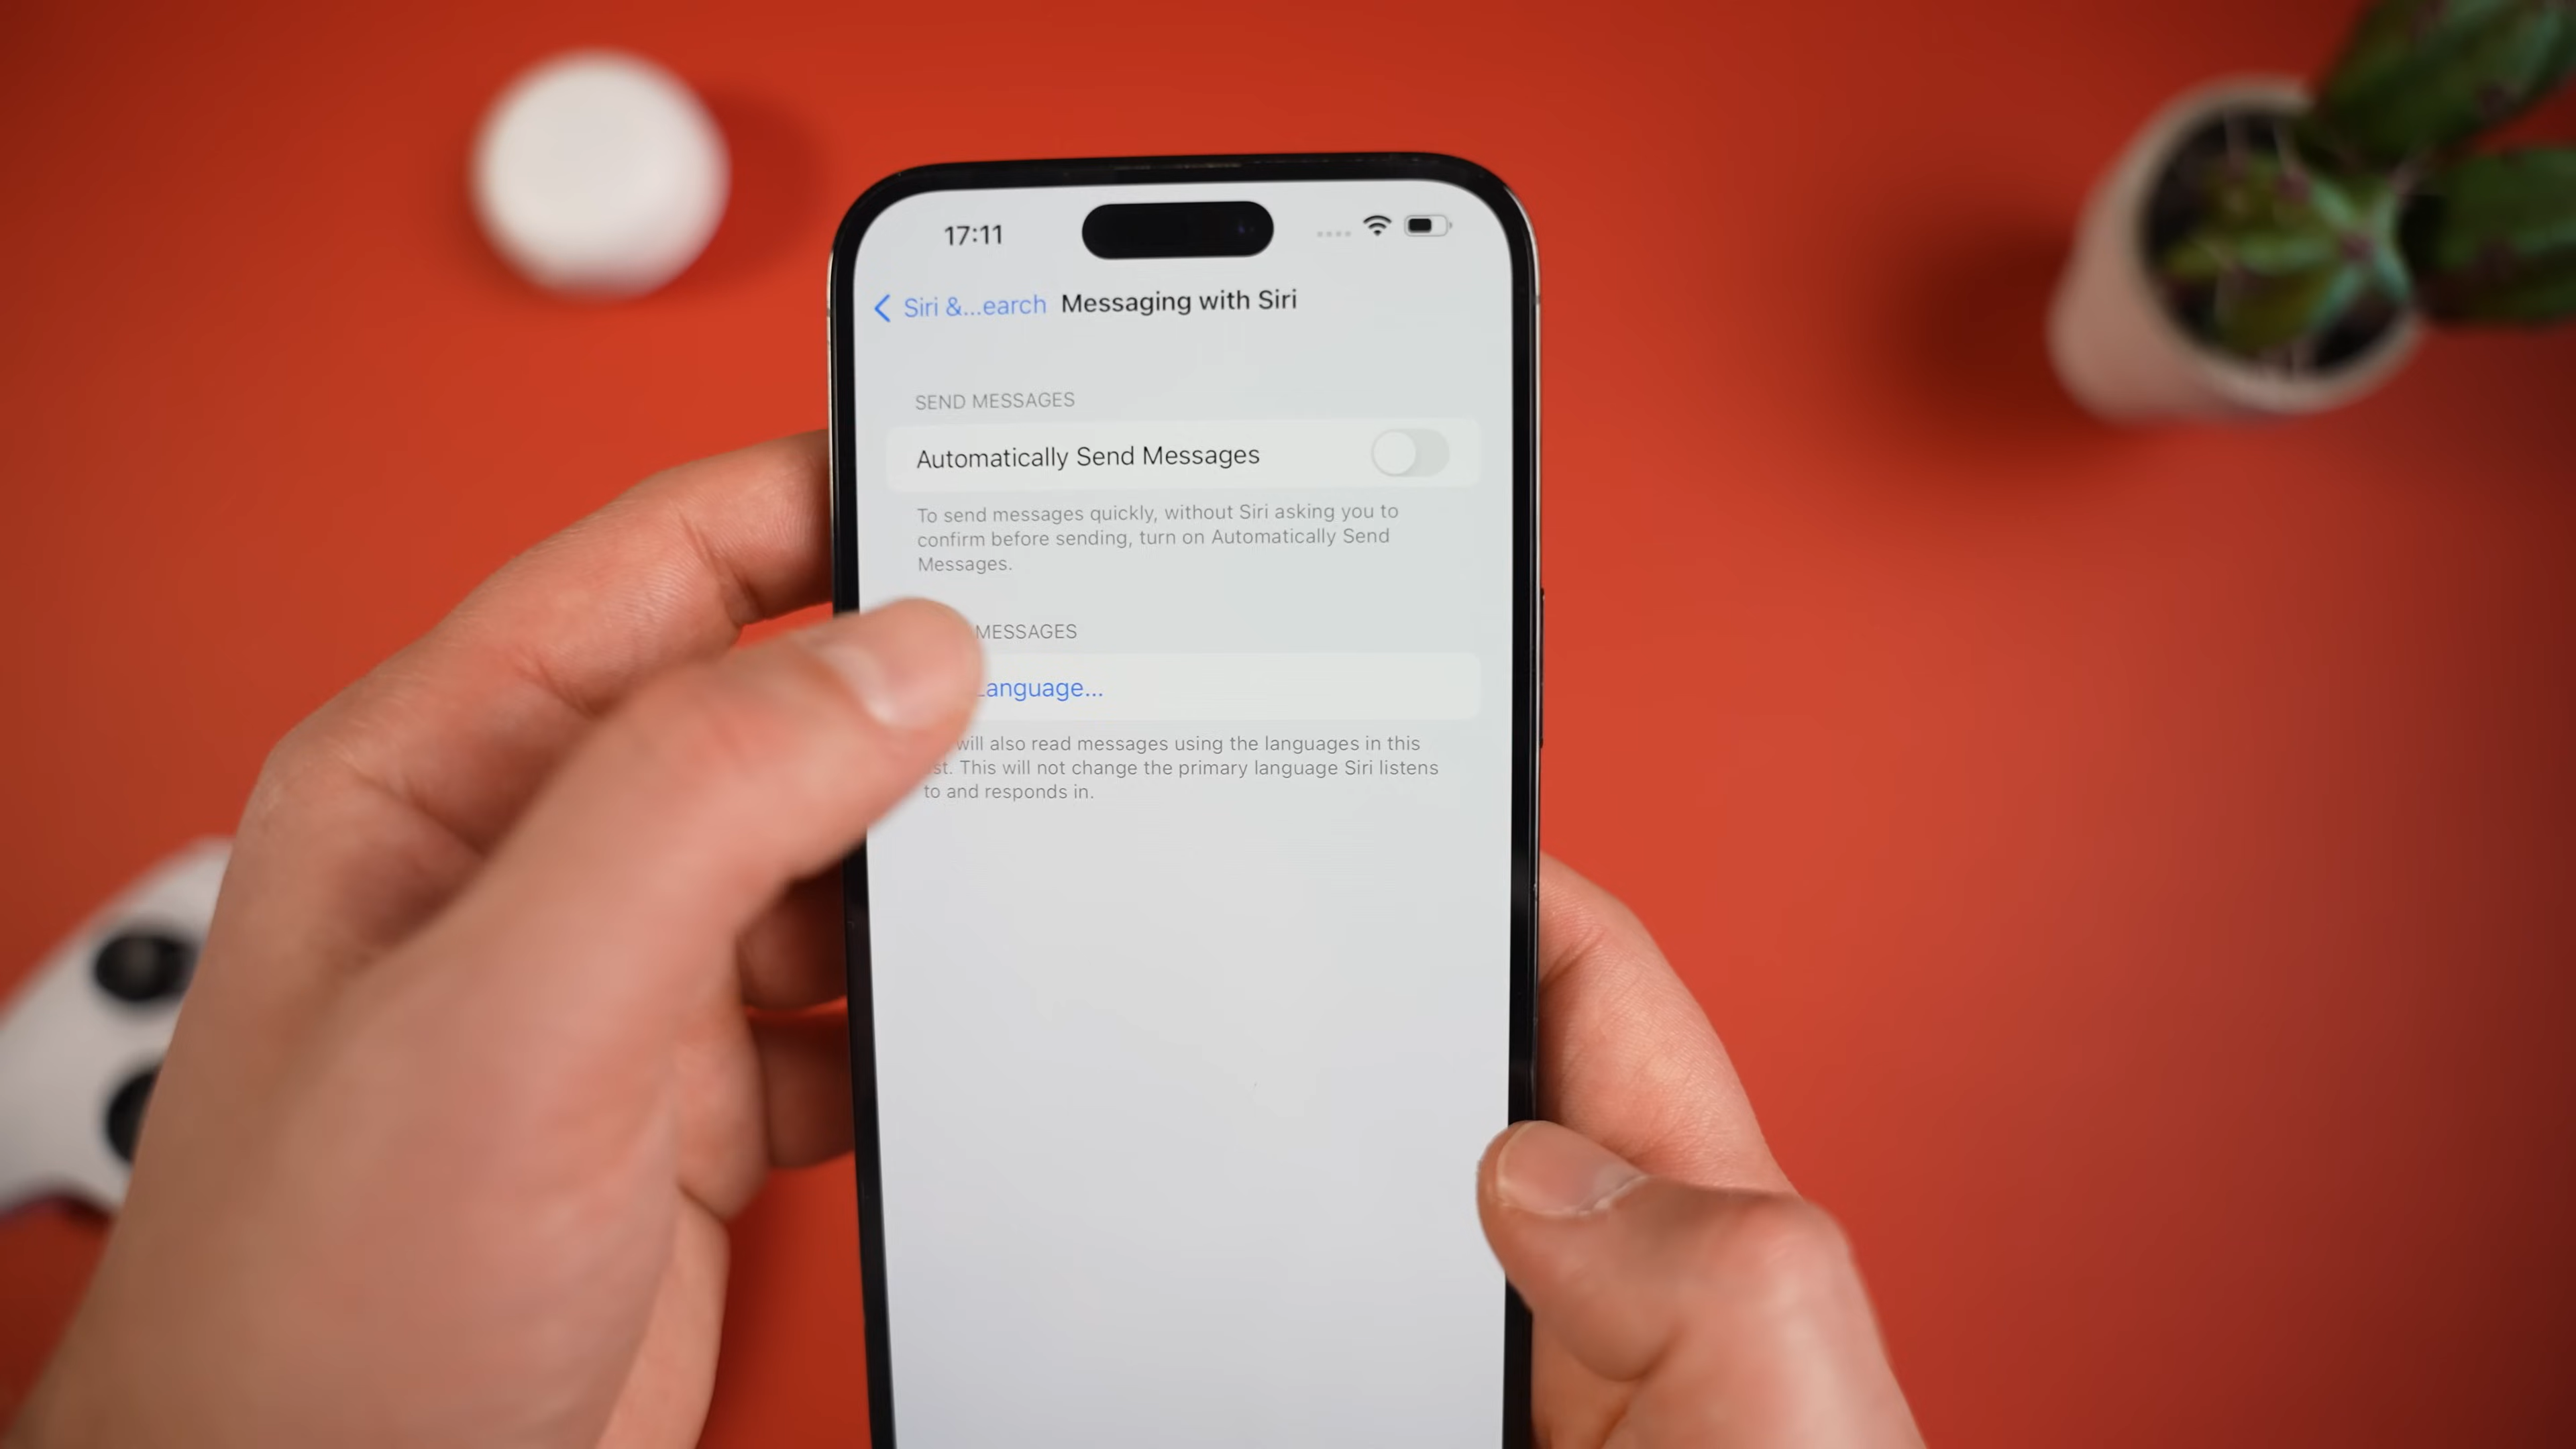 17:11
Siri &...earch Messaging with Siri
SEND MESSAGES
Automatically Send Messages
To send messages quickly, without Siri asking you to
confirm before sending, turn on Automatically Send
Messages.
MESSAGES
Language...
will also read messages using the languages in this
This will not change the primary language Siri listens
to and responds in.